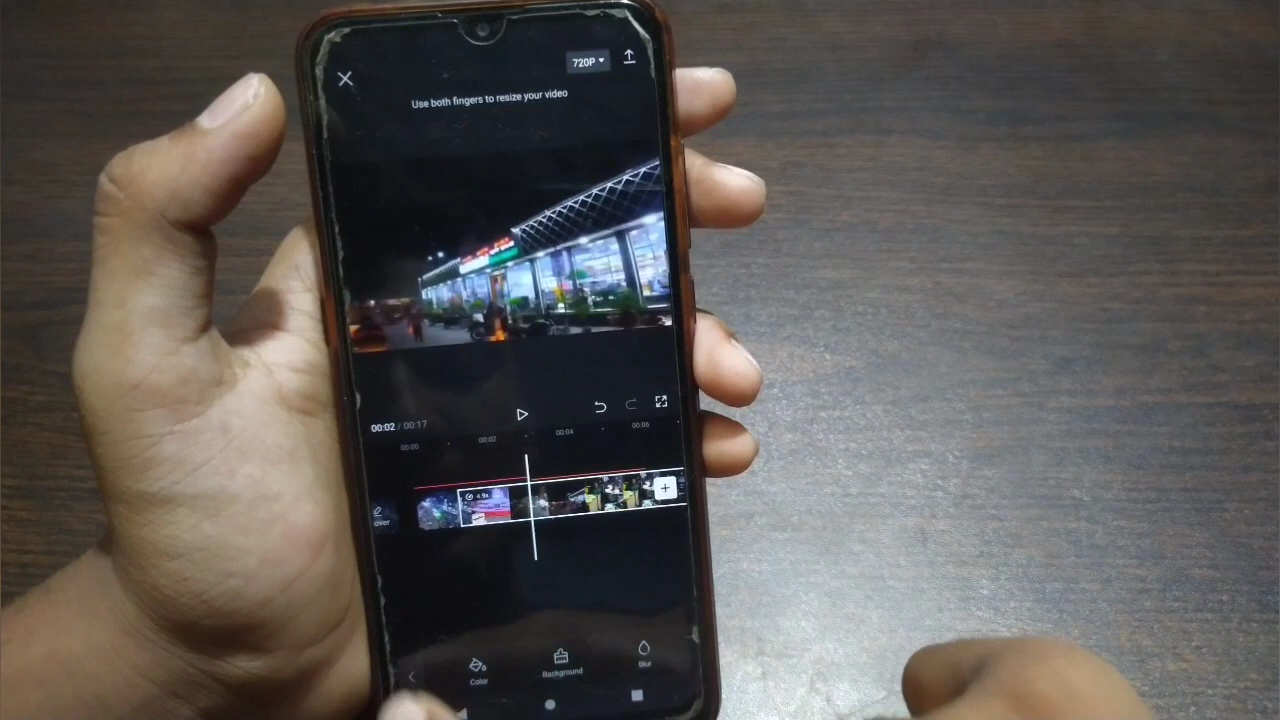 720P
Use both fingers to resize your video
00:02 / 00:17
00:00
00:02
00:04
00:06
4.9x
over
Color
Background
Blur